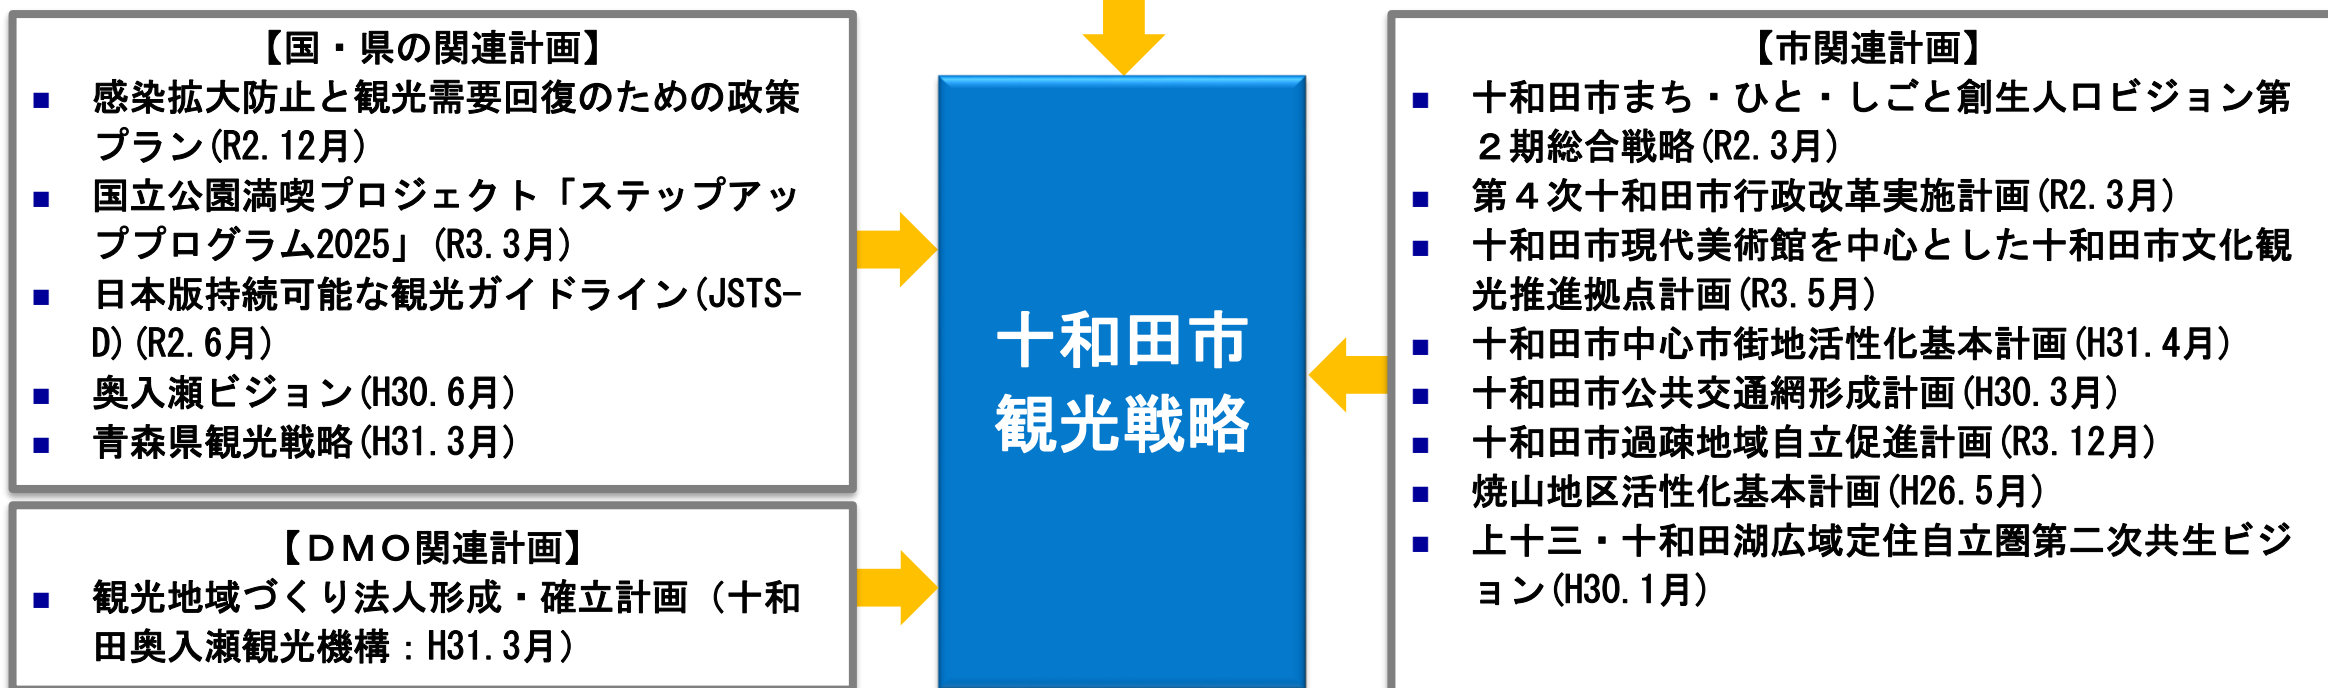 【国・県の関連計画】
■ 感染拡大防止と観光需要回復のための政策
プラン(R2.12月)
■ 国立公園満喫プロジェクト「ステップアッ
ププログラム2025」(R3.3月)
■ 日本版持続可能な観光ガイドライン(JSTS-
D)(R2.6月)
■ 奥入瀬ビジョン(H30.6月)
■ 青森県観光戦略(H31.3月)
【ＤＭＯ関連計画】
■ 観光地域づくり法人形成・確立計画（十和
田奥入瀬観光機構：H31.3月）
十和田市
観光戦略
【市関連計画】
■ 十和田市まち・ひと・しごと創生人口ビジョン第
２期総合戦略(R2.3月)
■ 第４次十和田市行政改革実施計画(R2.3月)
■ 十和田市現代美術館を中心とした十和田市文化観
光推進拠点計画(R3.5月)
■ 十和田市中心市街地活性化基本計画(H31.4月)
■ 十和田市公共交通網形成計画(H30.3月)
■ 十和田市過疎地域自立促進計画(R3.12月)
■ 焼山地区活性化基本計画(H26.5月)
■ 上十三・十和田湖広域定住自立圏第二次共生ビジ
ョン(H30.1月)